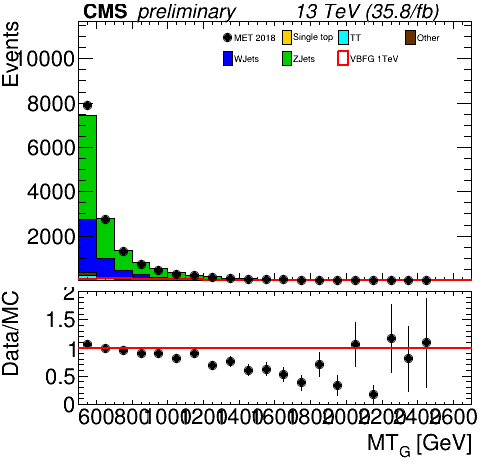 CMS preliminary 13 TeV (35.8/fb)
Events
MET 2018 Single top TT Other
WJets ZJets VBFG 1TeV
10000
8000
6000
4000
2000
Data/MC
2
1.5
1
0.5
0
600 800 1000 1200 1400 1600 1800 2000 2200 2400 2600
MT_G [GeV]